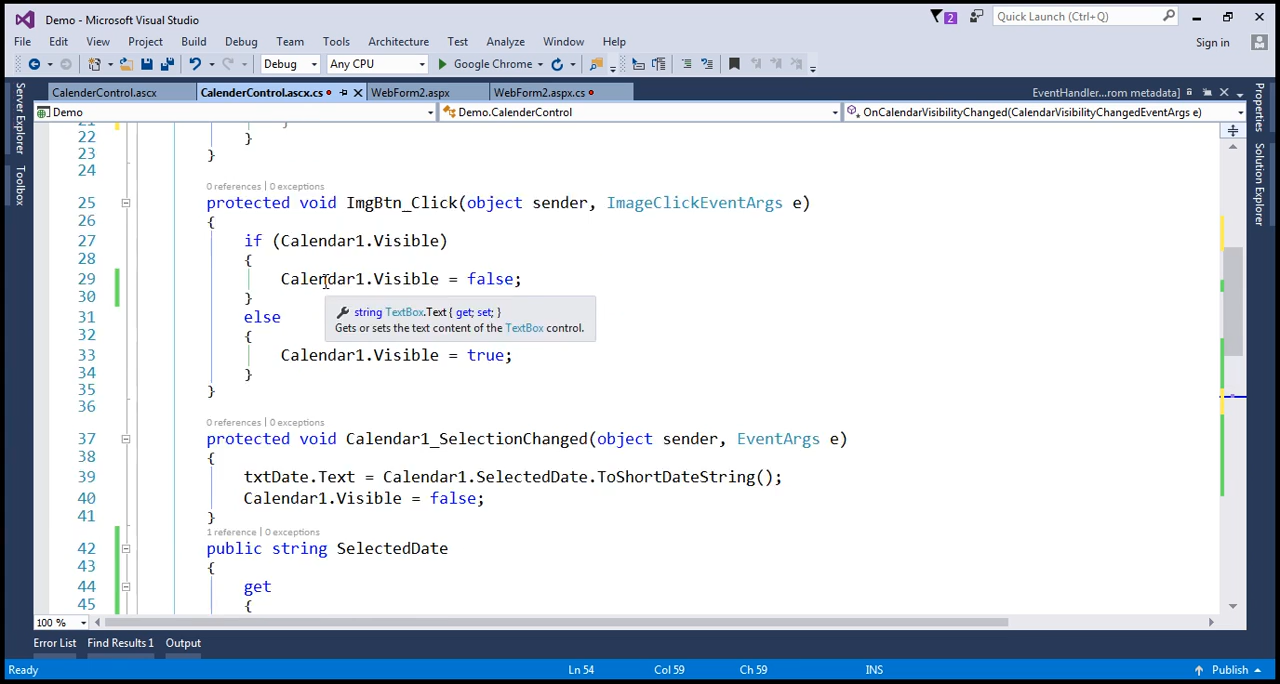 Demo - Microsoft Visual Studio
2
Quick Launch (Ctrl+Q)
File Edit View Project Build Debug Team Tools Architecture Test Analyze Window Help
Sign in
Debug Any CPU Google Chrome
CalenderControl.ascx CalenderControl.ascx.cs WebForm2.aspx WebForm2.aspx.cs EventHandler...rom metadata]
Demo Demo.CalenderControl OnCalendarVisibilityChanged(CalendarVisibilityChangedEventArgs e)
Server Explorer
Toolbox
Properties
Solution Explorer
21 }
22 }
23 }
24
0 references | 0 exceptions
25 protected void ImgBtn_Click(object sender, ImageClickEventArgs e)
26 {
27 if (Calendar1.Visible)
28 {
29 Calendar1.Visible = false;
30 }
31 else
string TextBox.Text { get; set; }
Gets or sets the text content of the TextBox control.
32 {
33 Calendar1.Visible = true;
34 }
35 }
36
0 references | 0 exceptions
37 protected void Calendar1_SelectionChanged(object sender, EventArgs e)
38 {
39 txtDate.Text = Calendar1.SelectedDate.ToShortDateString();
40 Calendar1.Visible = false;
41 }
1 reference | 0 exceptions
42 public string SelectedDate
43 {
44 get
45 {
100 %
Error List Find Results 1 Output
Ready Ln 54 Col 59 Ch 59 INS Publish